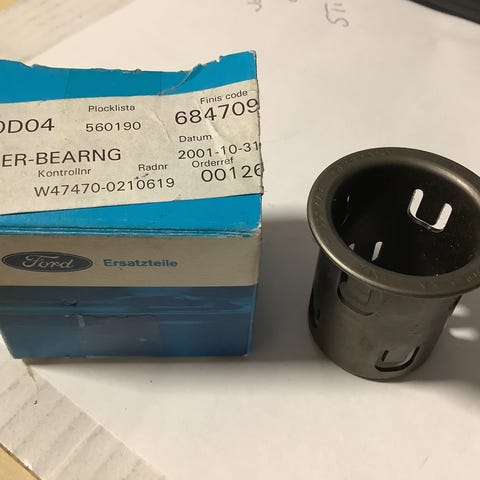 Plocklista Finis code
0D04 560190 684709
ER-BEARNG Datum
2001-10-31
Kontrollnr Radnr Orderref
W47470-0210619 00126
Ford Ersatzteile